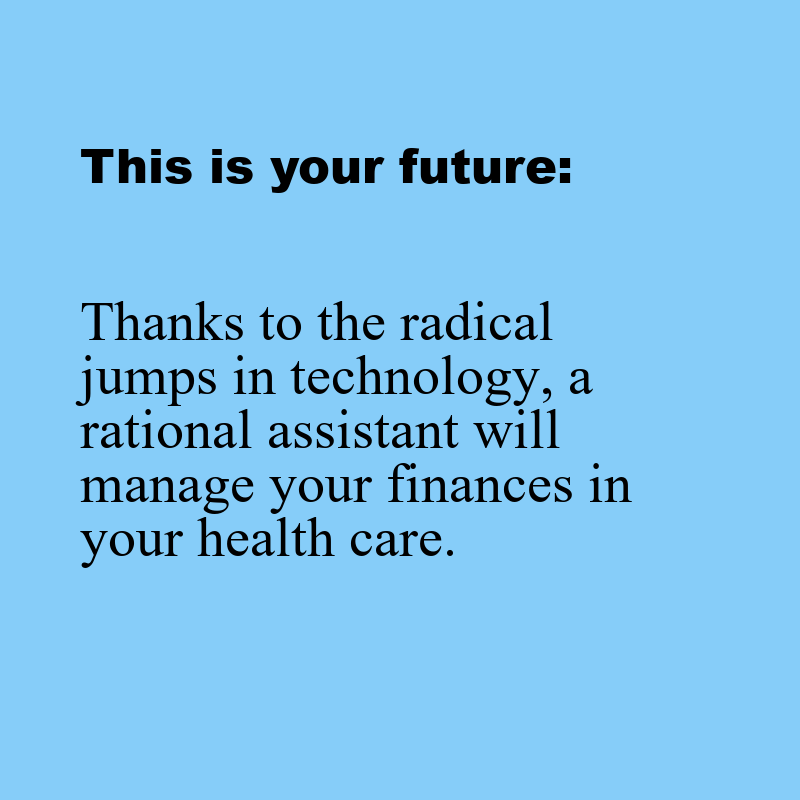 This is your future:
Thanks to the radical
jumps in technology, a
rational assistant will
manage your finances in
your health care.